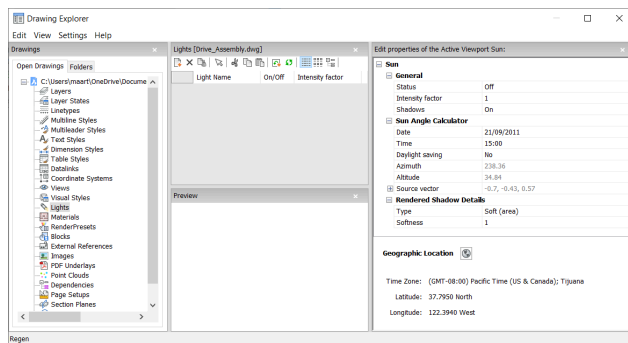 Drawing Explorer
Edit View Settings Help
Drawings
Open Drawings Folders
C:\Users\maart\OneDrive\Docume
Layers
Layer States
Linetypes
Multiline Styles
Multileader Styles
Text Styles
Dimension Styles
Table Styles
Datalinks
Coordinate Systems
Views
Visual Styles
Lights
Materials
RenderPresets
Blocks
External References
Images
PDF Underlays
Point Clouds
Dependencies
Page Setups
Section Planes
Lights [Drive_Assembly.dwg]
Light Name On/Off Intensity factor
Preview
Edit properties of the Active Viewport Sun:
Sun
General
Status Off
Intensity factor 1
Shadows On
Sun Angle Calculator
Date 21/09/2011
Time 15:00
Daylight saving No
Azimuth 238.36
Altitude 34.84
Source vector -0.7, -0.43, 0.57
Rendered Shadow Details
Type Soft (area)
Softness 1
Geographic Location
Time Zone: (GMT-08:00) Pacific Time (US & Canada); Tijuana
Latitude: 37.7950 North
Longitude: 122.3940 West
Regen